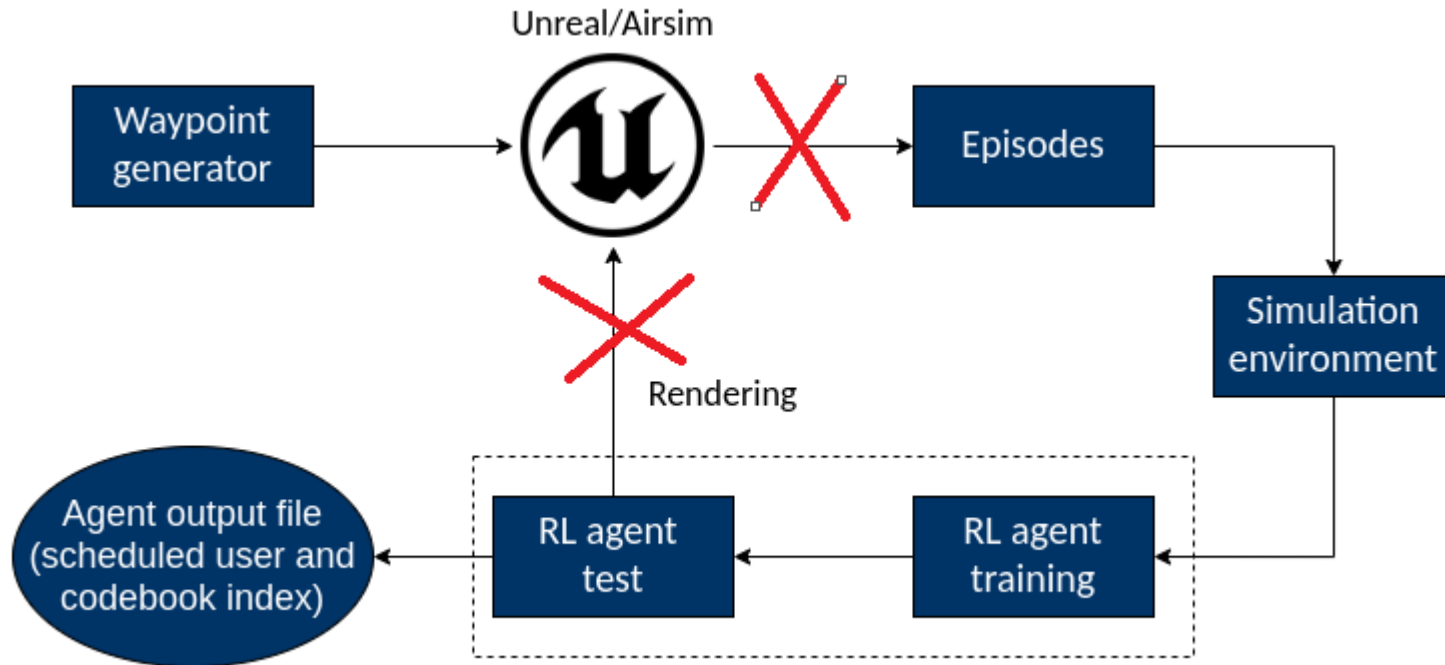 Unreal/Airsim
Waypoint
generator
Episodes
Simulation
environment
Rendering
Agent output file
(scheduled user and
codebook index)
RL agent
test
RL agent
training